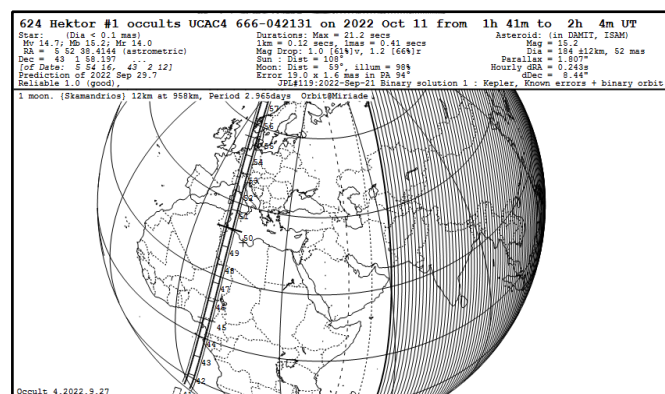 624 Hektor #1 occults UCAC4 666-042131 on 2022 Oct 11 from 1h 41m to 2h 4m UT
Star: (Dia < 0.1 mas)
Mv 14.7; Mb 15.2; Mr 14.0
RA = 5 52 38.4144 (astrometric)
Dec = 43 1 58.197 ...
[of Date: 5 54 16, 43 2 12]
Prediction of 2022 Sep 29.7
Reliable 1.0 (good),
Durations: Max = 21.2 secs
1km = 0.12 secs, 1mas = 0.41 secs
Mag Drop: 1.0 [61%]v, 1.2 [66%]r
Sun : Dist = 108°
Moon: Dist = 59°, illum = 98%
Error 19.0 x 1.6 mas in PA 94°
Asteroid: (in DAMIT, ISAM)
Mag = 15.2
Dia = 184 ±12km, 52 mas
Parallax = 1.807"
Hourly dRA = 0.243s
dDec = 8.44"
JPL#119:2022-Sep-21 Binary solution 1 : Kepler, Known errors + binary orbit
1 moon. {Skamandrios} 12km at 958km, Period 2.965days Orbit@Miriade
57
56
53
52
51
50
49
48
47
46
45
44
43
42
Occult 4.2022.9.27